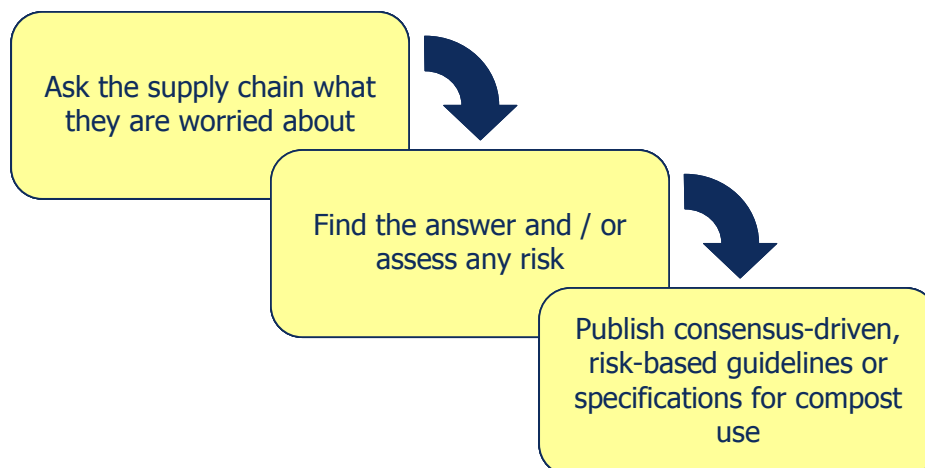 Ask the supply chain what
they are worried about
Find the answer and / or
assess any risk
Publish consensus-driven,
risk-based guidelines or
specifications for compost
use